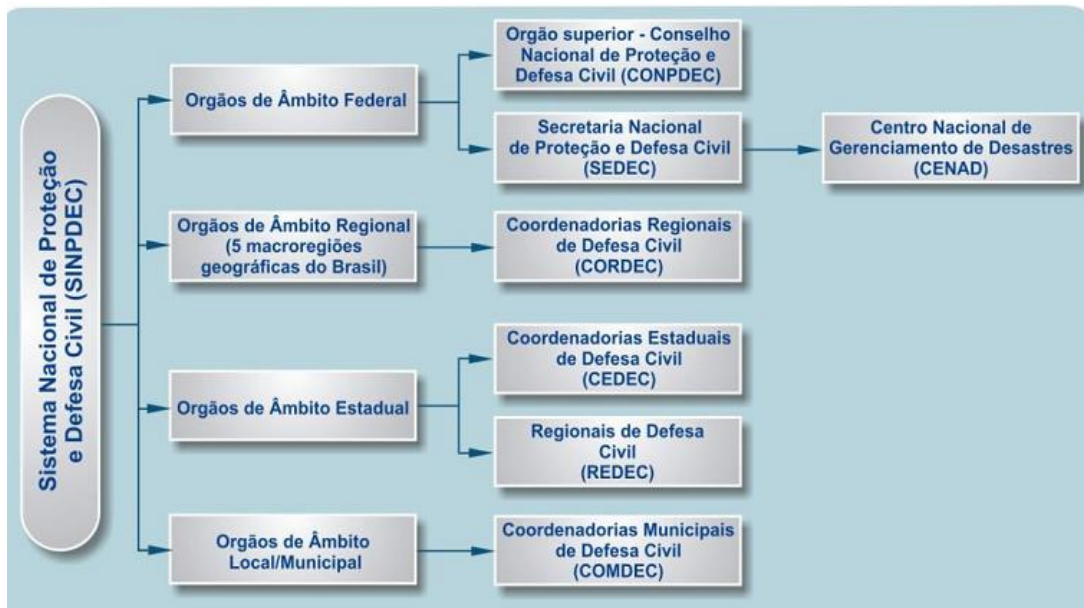 Sistema Nacional de Proteção
e Defesa Civil (SINPDEC)
Orgãos de Âmbito Federal
Orgão superior - Conselho
Nacional de Proteção e
Defesa Civil (CONPDEC)
Secretaria Nacional
de Proteção e Defesa Civil
(SEDEC)
Centro Nacional de
Gerenciamento de Desastres
(CENAD)
Orgãos de Âmbito Regional
(5 macroregiões
geográficas do Brasil)
Coordenadorias Regionais
de Defesa Civil
(CORDEC)
Orgãos de Âmbito Estadual
Coordenadorias Estaduais
de Defesa Civil
(CEDEC)
Regionais de Defesa
Civil
(REDEC)
Orgãos de Âmbito
Local/Municipal
Coordenadorias Municipais
de Defesa Civil
(COMDEC)